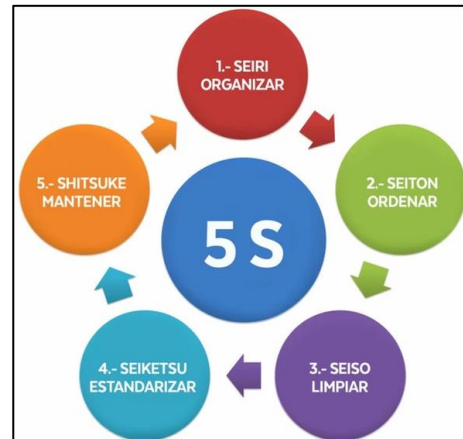 1.- SEIRI
ORGANIZAR
2.- SEITON
ORDENAR
3.- SEISO
LIMPIAR
4.- SEIKETSU
ESTANDARIZAR
5.- SHITSUKE
MANTENER
5 S